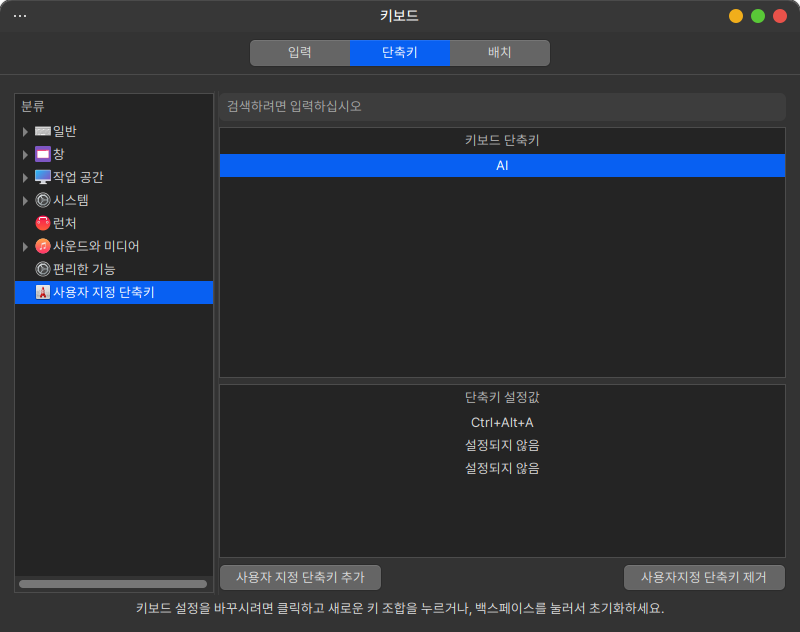 키보드
입력
단축키
배치
분류
일반
창
작업 공간
시스템
런처
사운드와 미디어
편리한 기능
사용자 지정 단축키
검색하려면 입력하십시오
키보드 단축키
AI
단축키 설정값
Ctrl+Alt+A
설정되지 않음
설정되지 않음
사용자 지정 단축키 추가
사용자지정 단축키 제거
키보드 설정을 바꾸시려면 클릭하고 새로운 키 조합을 누르거나, 백스페이스를 눌러서 초기화하세요.